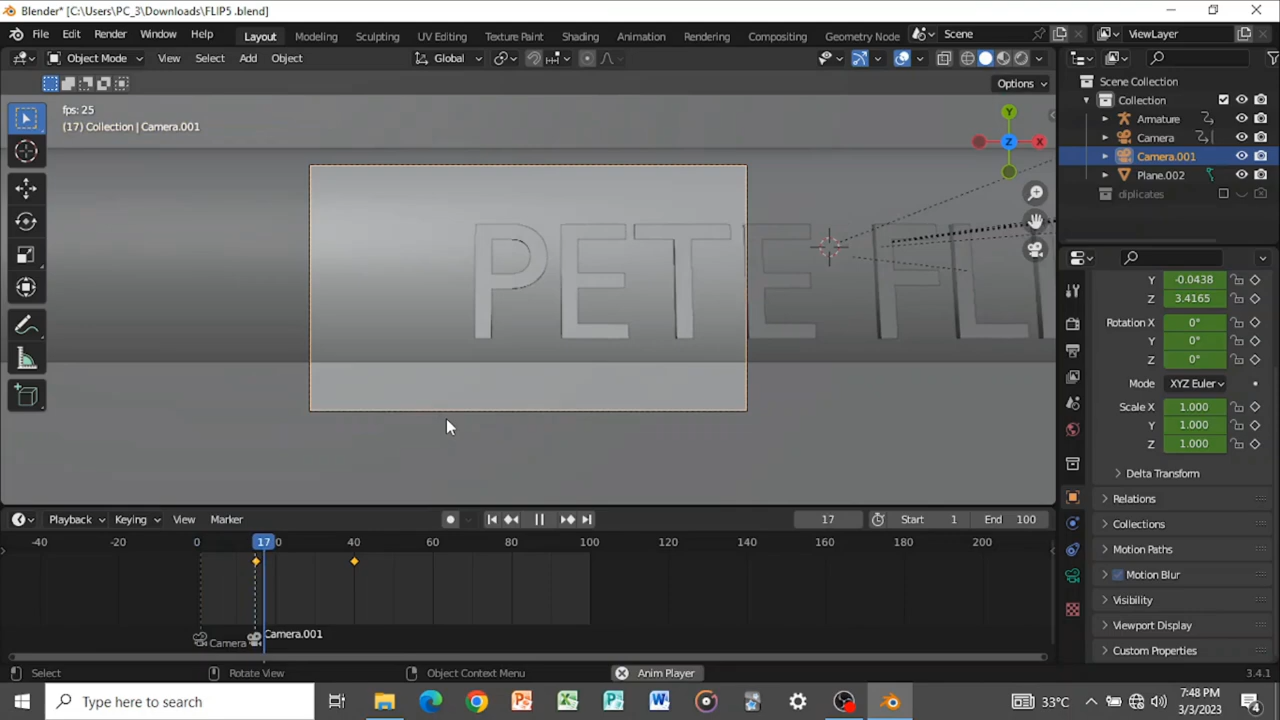 Blender* [C:\Users\PC_3\Downloads\FLIP5 .blend]
File Edit Render Window Help Layout Modeling Sculpting UV Editing Texture Paint Shading Animation Rendering Compositing Geometry Node Scene ViewLayer
Object Mode View Select Add Object Global
Options
fps: 25
(17) Collection | Camera.001
Y
X
Z
PETE FLI
Scene Collection
Collection
Armature
Camera
Camera.001
Plane.002
diplicates
Y -0.0438
Z 3.4165
Rotation X 0°
Y 0°
Z 0°
Mode XYZ Euler
Scale X 1.000
Y 1.000
Z 1.000
Delta Transform
Relations
Collections
Motion Paths
Motion Blur
Visibility
Viewport Display
Custom Properties
Playback Keying View Marker 17 Start 1 End 100
-40 -20 0 17 20 40 60 80 100 120 140 160 180 200
Camera Camera.001
Select Rotate View Object Context Menu Anim Player 3.4.1
Type here to search 33°C 7:48 PM
3/3/2023 4